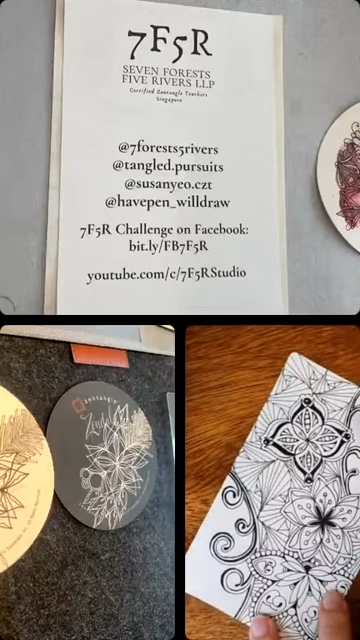 7F5R
SEVEN FORESTS
FIVE RIVERS LLP
Certified Zentangle Teachers
Singapore
@7forests5rivers
@tangled.pursuits
@susanyeo.czt
@havepen_willdraw
7F5R Challenge on Facebook:
bit.ly/FB7F5R
youtube.com/c/7F5RStudio
zentangle